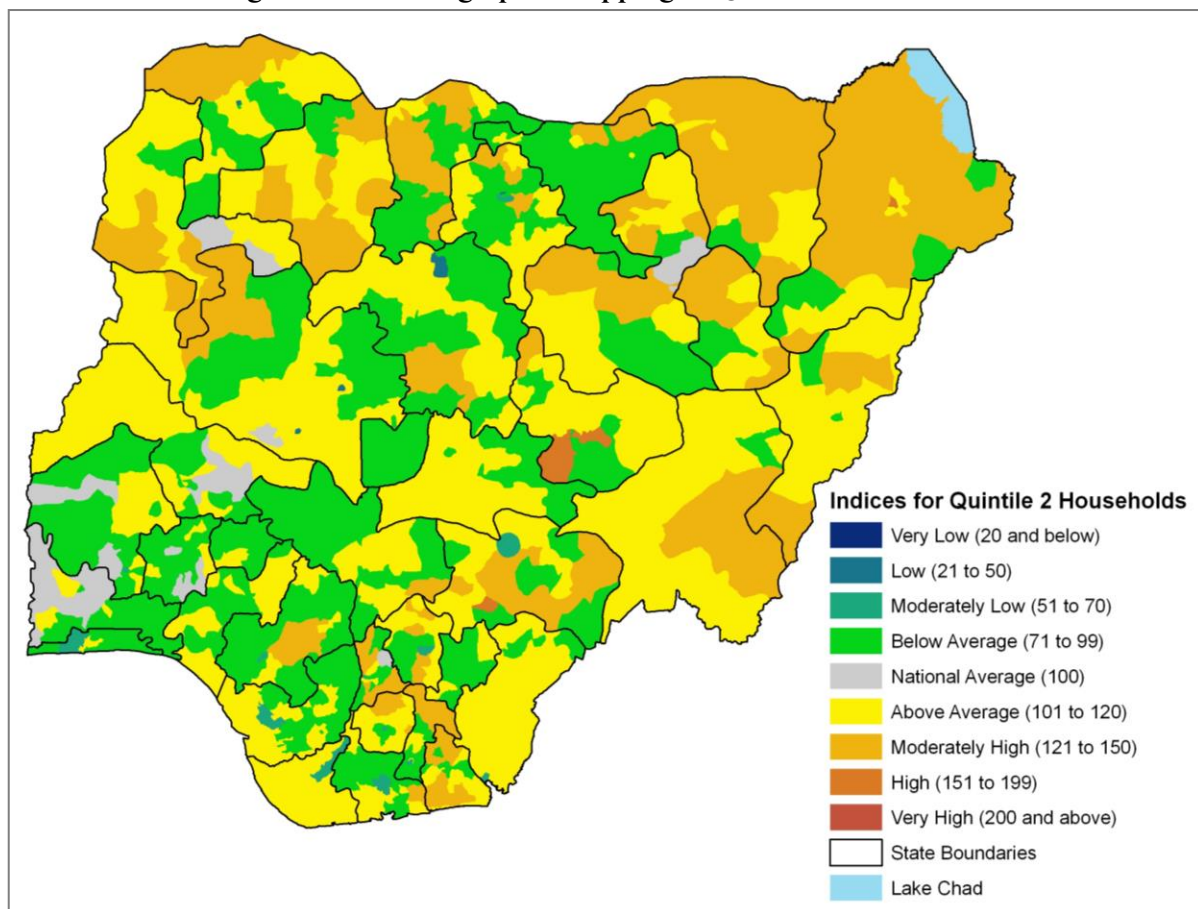 Indices for Quintile 2 Households
Very Low (20 and below)
Low (21 to 50)
Moderately Low (51 to 70)
Below Average (71 to 99)
National Average (100)
Above Average (101 to 120)
Moderately High (121 to 150)
High (151 to 199)
Very High (200 and above)
State Boundaries
Lake Chad